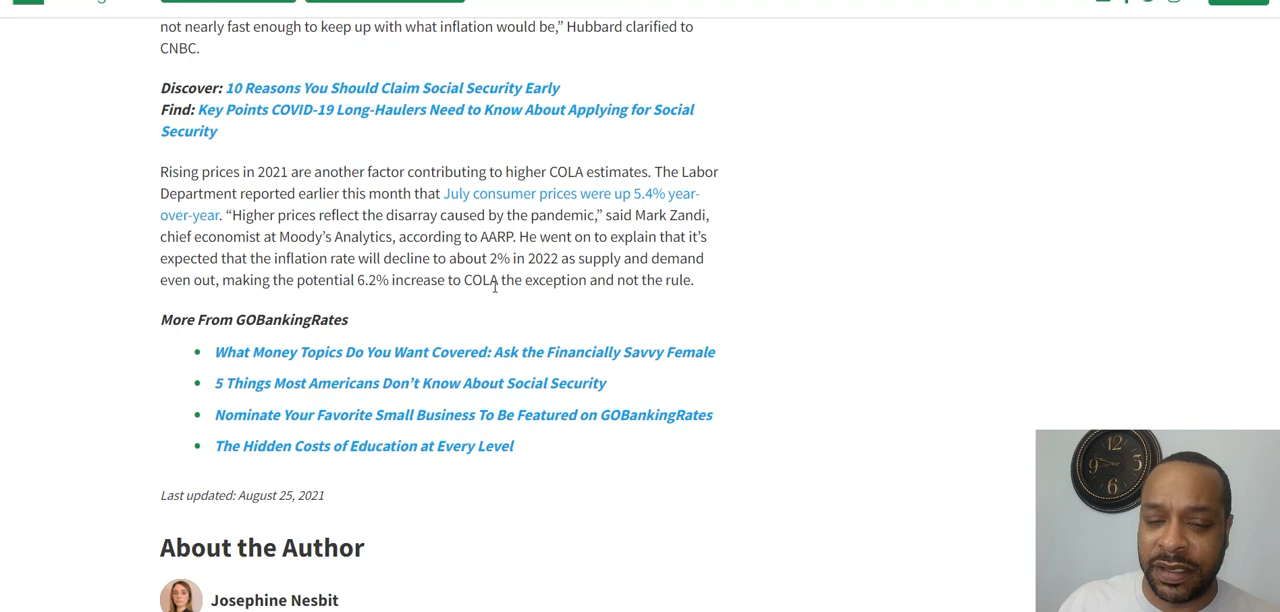 not nearly fast enough to keep up with what inflation would be,” Hubbard clarified to
CNBC.
Discover: 10 Reasons You Should Claim Social Security Early
Find: Key Points COVID-19 Long-Haulers Need to Know About Applying for Social
Security
Rising prices in 2021 are another factor contributing to higher COLA estimates. The Labor
Department reported earlier this month that July consumer prices were up 5.4% year-
over-year. “Higher prices reflect the disarray caused by the pandemic,” said Mark Zandi,
chief economist at Moody’s Analytics, according to AARP. He went on to explain that it’s
expected that the inflation rate will decline to about 2% in 2022 as supply and demand
even out, making the potential 6.2% increase to COLA the exception and not the rule.
More From GOBankingRates
• What Money Topics Do You Want Covered: Ask the Financially Savvy Female
• 5 Things Most Americans Don’t Know About Social Security
• Nominate Your Favorite Small Business To Be Featured on GOBankingRates
• The Hidden Costs of Education at Every Level
Last updated: August 25, 2021
About the Author
Josephine Nesbit
12
9 3
6